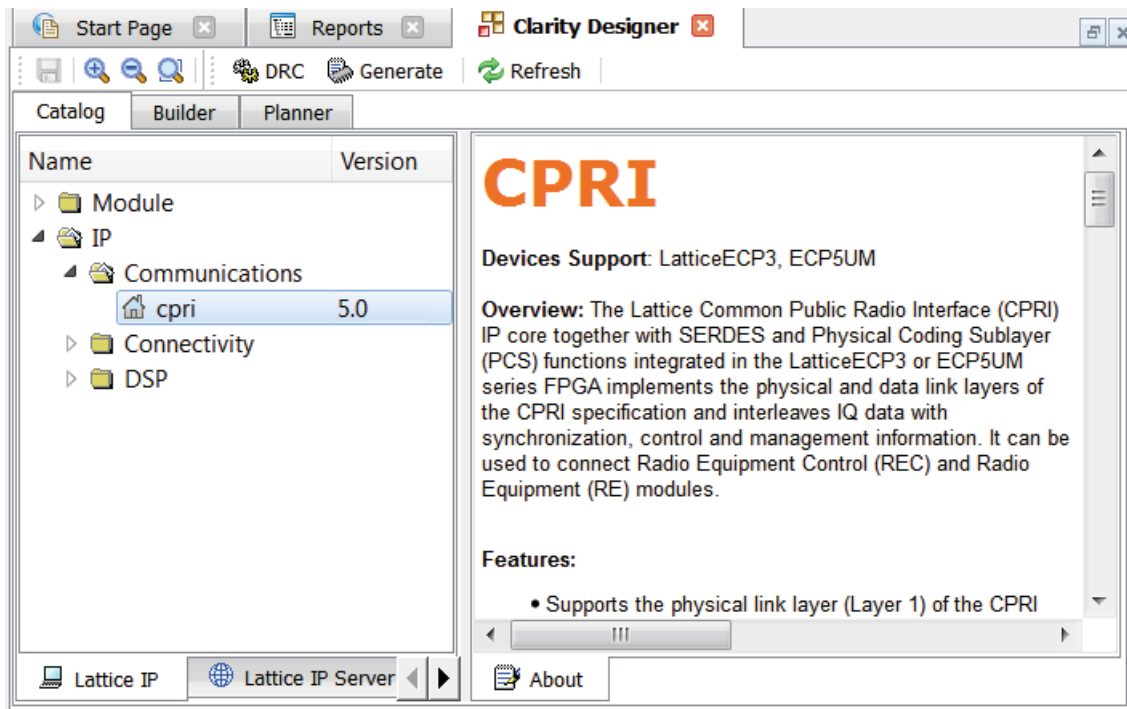 Start Page
Reports
Clarity Designer
DRC
Generate
Refresh
Catalog
Builder
Planner
Name Version
Module
IP
Communications
cpri 5.0
Connectivity
DSP
Lattice IP
Lattice IP Server
CPRI
Devices Support: LatticeECP3, ECP5UM
Overview: The Lattice Common Public Radio Interface (CPRI)
IP core together with SERDES and Physical Coding Sublayer
(PCS) functions integrated in the LatticeECP3 or ECP5UM
series FPGA implements the physical and data link layers of
the CPRI specification and interleaves IQ data with
synchronization, control and management information. It can be
used to connect Radio Equipment Control (REC) and Radio
Equipment (RE) modules.
Features:
• Supports the physical link layer (Layer 1) of the CPRI
About